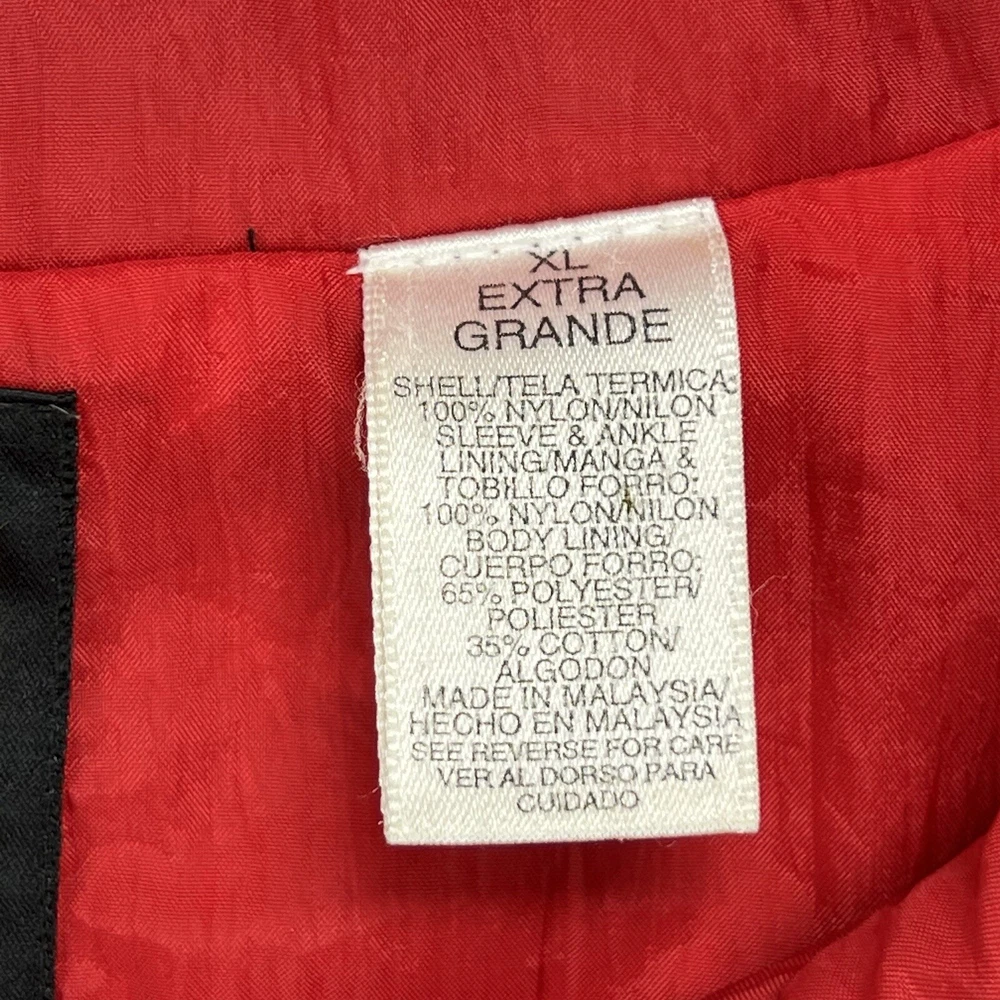 XL
EXTRA
GRANDE
SHELL/TELA TERMICA:
100% NYLON/NILON
SLEEVE & ANKLE
LINING/MANGA &
TOBILLO FORRO:
100% NYLON/NILON
BODY LINING/
CUERPO FORRO:
65% POLYESTER/
POLIESTER
35% COTTON/
ALGODON
MADE IN MALAYSIA/
HECHO EN MALAYSIA
SEE REVERSE FOR CARE
VER AL DORSO PARA
CUIDADO